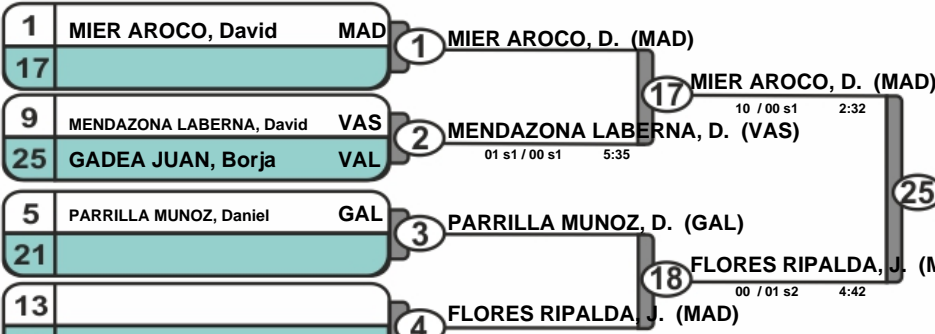 1 MIER AROCO, David MAD
17
1 MIER AROCO, D. (MAD)
17 MIER AROCO, D. (MAD)
10 / 00 s1 2:32
9 MENDAZONA LABERNA, David VAS
25 GADEA JUAN, Borja VAL
2 MENDAZONA LABERNA, D. (VAS)
01 s1 / 00 s1 5:35
25
5 PARRILLA MUNOZ, Daniel GAL
21
3 PARRILLA MUNOZ, D. (GAL)
18 FLORES RIPALDA, J. (M
00 / 01 s2 4:42
13
4 FLORES RIPALDA, J. (MAD)